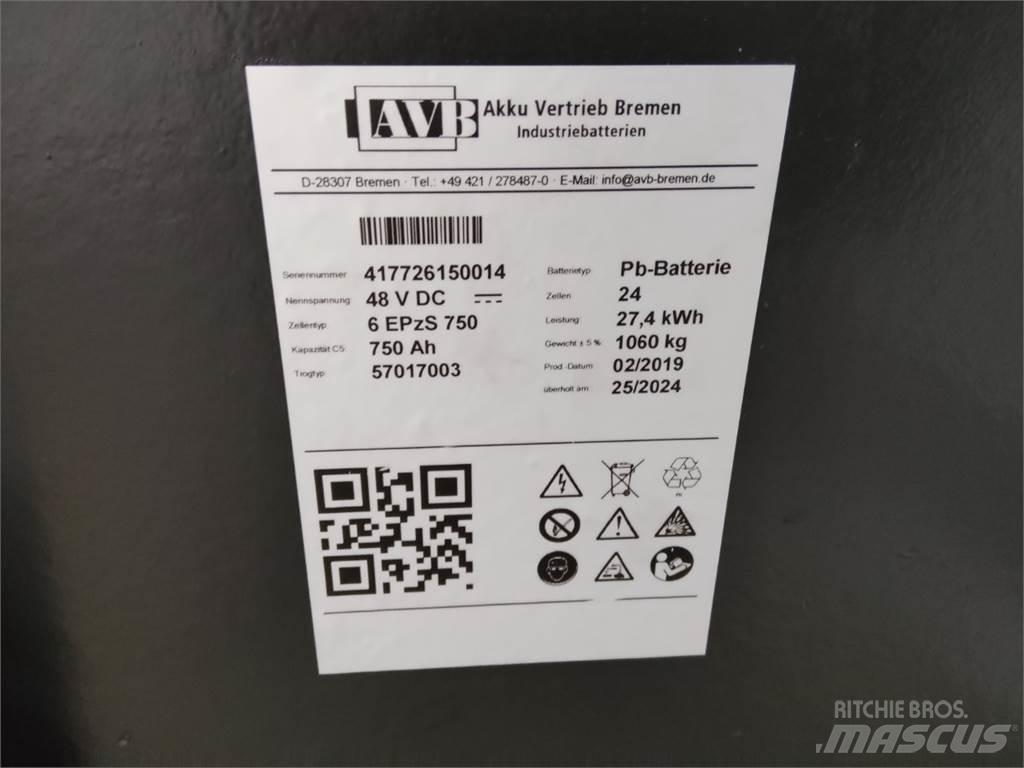 AVB
Akku Vertrieb Bremen
Industriebatterien
D-28307 Bremen · Tel.: +49 421 / 278487-0 · E-Mail: info@avb-bremen.de
Seriennummer: 417726150014
Nennspannung: 48 V DC
Zellentyp: 6 EPzS 750
Kapazität C5: 750 Ah
Trogtyp: 57017003
Batterietyp: Pb-Batterie
Zellen: 24
Leistung: 27,4 kWh
Gewicht ± 5 %: 1060 kg
Prod.-Datum: 02/2019
überholt am: 25/2024
Pb
RITCHIE BROS.
MASCUS